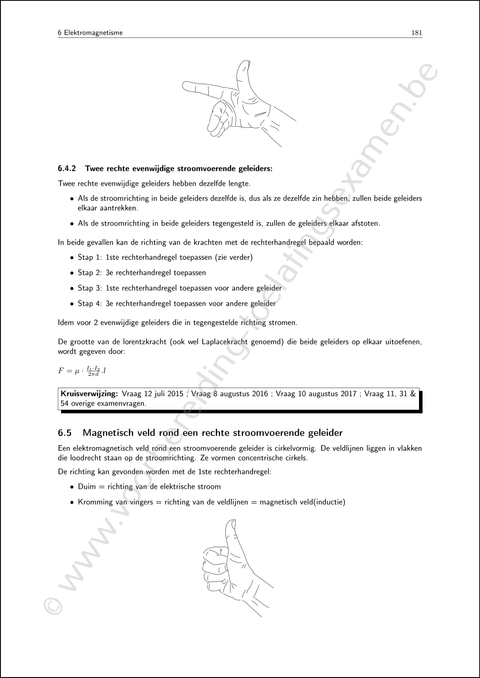 6 Elektromagnetisme 181
6.4.2 Twee rechte evenwijdige stroomvoerende geleiders:
Twee rechte evenwijdige geleiders hebben dezelfde lengte.
• Als de stroomrichting in beide geleiders dezelfde is, dus als ze dezelfde zin hebben, zullen beide geleiders
elkaar aantrekken.
• Als de stroomrichting in beide geleiders tegengesteld is, zullen de geleiders elkaar afstoten.
In beide gevallen kan de richting van de krachten met de rechterhandregel bepaald worden:
• Stap 1: 1ste rechterhandregel toepassen (zie verder)
• Stap 2: 3e rechterhandregel toepassen
• Stap 3: 1ste rechterhandregel toepassen voor andere geleider
• Stap 4: 3e rechterhandregel toepassen voor andere geleider
Idem voor 2 evenwijdige geleiders die in tegengestelde richting stromen.
De grootte van de lorentzkracht (ook wel Laplacekracht genoemd) die beide geleiders op elkaar uitoefenen,
wordt gegeven door:
F = μ · I₁.I₂/2πd .l
Kruisverwijzing: Vraag 12 juli 2015 ; Vraag 8 augustus 2016 ; Vraag 10 augustus 2017 ; Vraag 11, 31 &
54 overige examenvragen.
6.5 Magnetisch veld rond een rechte stroomvoerende geleider
Een elektromagnetisch veld rond een stroomvoerende geleider is cirkelvormig. De veldlijnen liggen in vlakken
die loodrecht staan op de stroomrichting. Ze vormen concentrische cirkels.
De richting kan gevonden worden met de 1ste rechterhandregel:
• Duim = richting van de elektrische stroom
• Kromming van vingers = richting van de veldlijnen = magnetisch veld(inductie)
© www.voorbereiding-toelatingsexamen.be